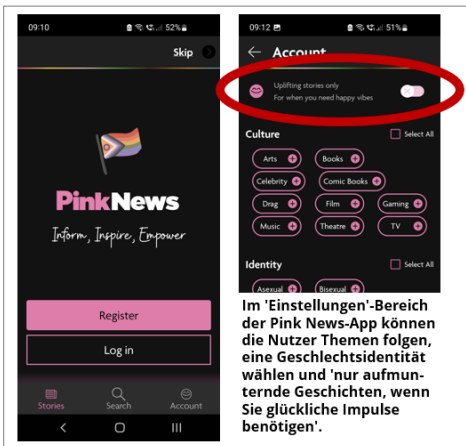 09:10
52%
Skip
PinkNews
Inform, Inspire, Empower
Register
Log in
Stories
Search
Account
09:12
51%
Account
Uplifting stories only
For when you need happy vibes
Culture
Select All
Arts
Books
Celebrity
Comic Books
Drag
Film
Gaming
Music
Theatre
TV
Identity
Select All
Asexual
Bisexual
Im 'Einstellungen'-Bereich
der Pink News-App können
die Nutzer Themen folgen,
eine Geschlechtsidentität
wählen und 'nur aufmun-
ternde Geschichten, wenn
Sie glückliche Impulse
benötigen'.